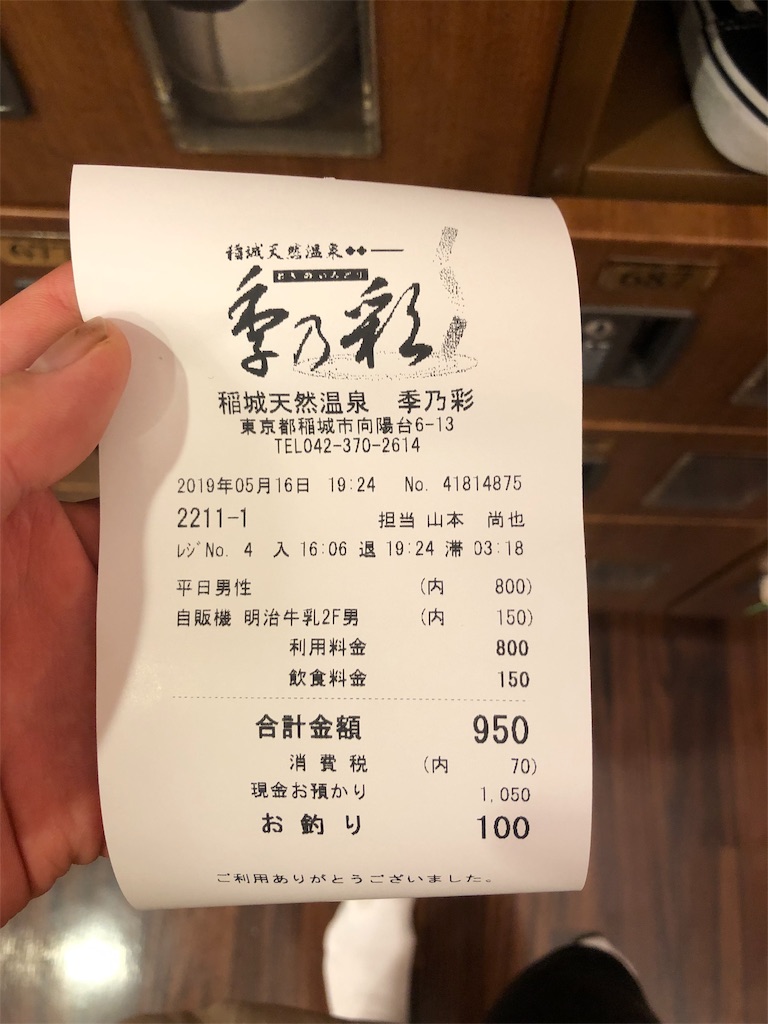 稲城天然温泉
ときのいろどり
季乃彩
稲城天然温泉 季乃彩
東京都稲城市向陽台6-13
TEL042-370-2614
2019年05月16日 19:24 No. 41814875
2211-1 担当 山本 尚也
ﾚｼﾞNo. 4 入 16:06 退 19:24 滞 03:18
平日男性 (内 800)
自販機 明治牛乳2F男 (内 150)
利用料金 800
飲食料金 150
合計金額 950
消費税 (内 70)
現金お預かり 1,050
お釣り 100
ご利用ありがとうございました。
687